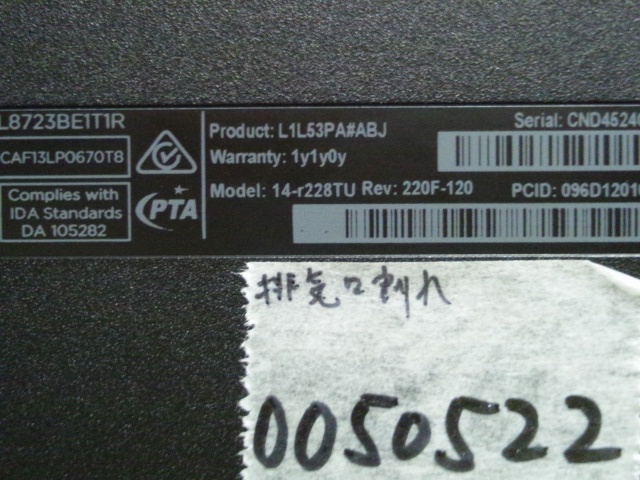 L8723BE1T1R
CAF13LP0670T8
Complies with
IDA Standards
DA 105282
PTA
Product: L1L53PA#ABJ
Warranty: 1y1y0y
Model: 14-r228TU Rev: 220F-120
Serial: CND4524
PCID: 096D1201
排気口割れ
0050522